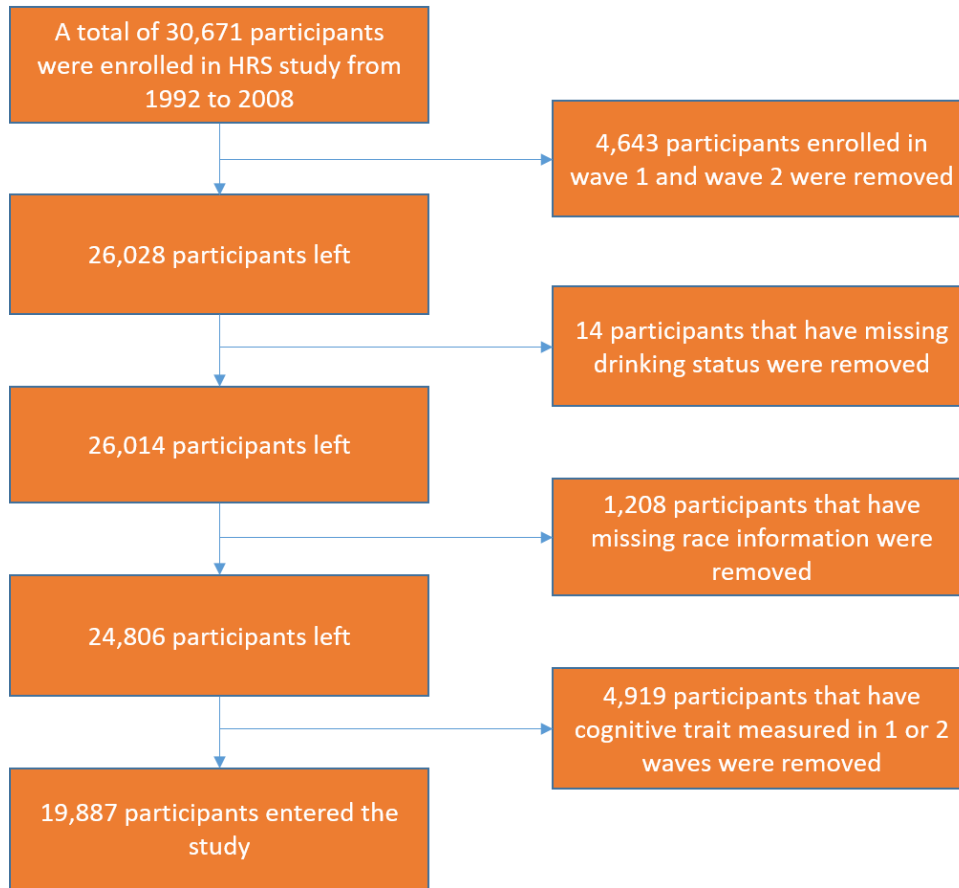 A total of 30,671 participants
were enrolled in HRS study from
1992 to 2008
4,643 participants enrolled in
wave 1 and wave 2 were removed
26,028 participants left
14 participants that have missing
drinking status were removed
26,014 participants left
1,208 participants that have
missing race information were
removed
24,806 participants left
4,919 participants that have
cognitive trait measured in 1 or 2
waves were removed
19,887 participants entered the
study